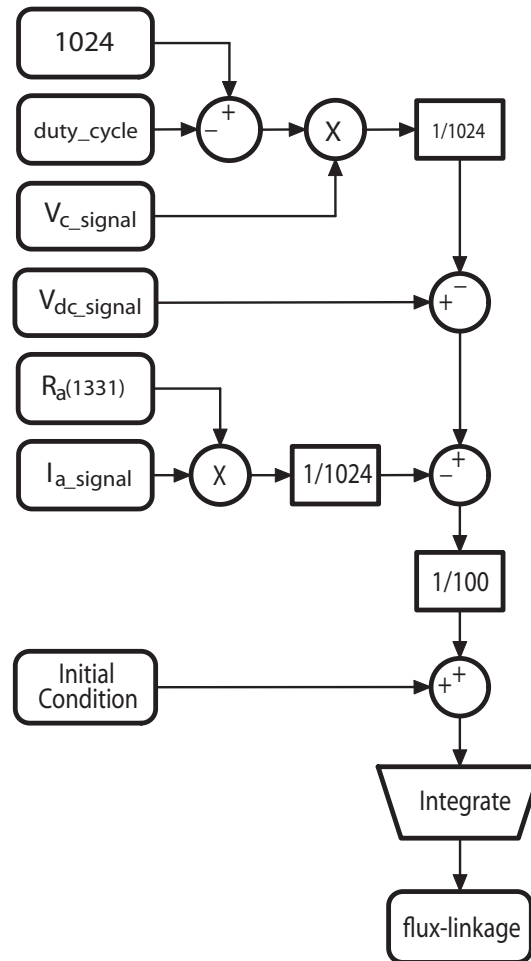 1024
duty_cycle
− +
X
1/1024
Vc_signal
Vdc_signal
+ −
Ra(1331)
Ia_signal
X
1/1024
− +
1/100
Initial
Condition
+ +
Integrate
flux-linkage